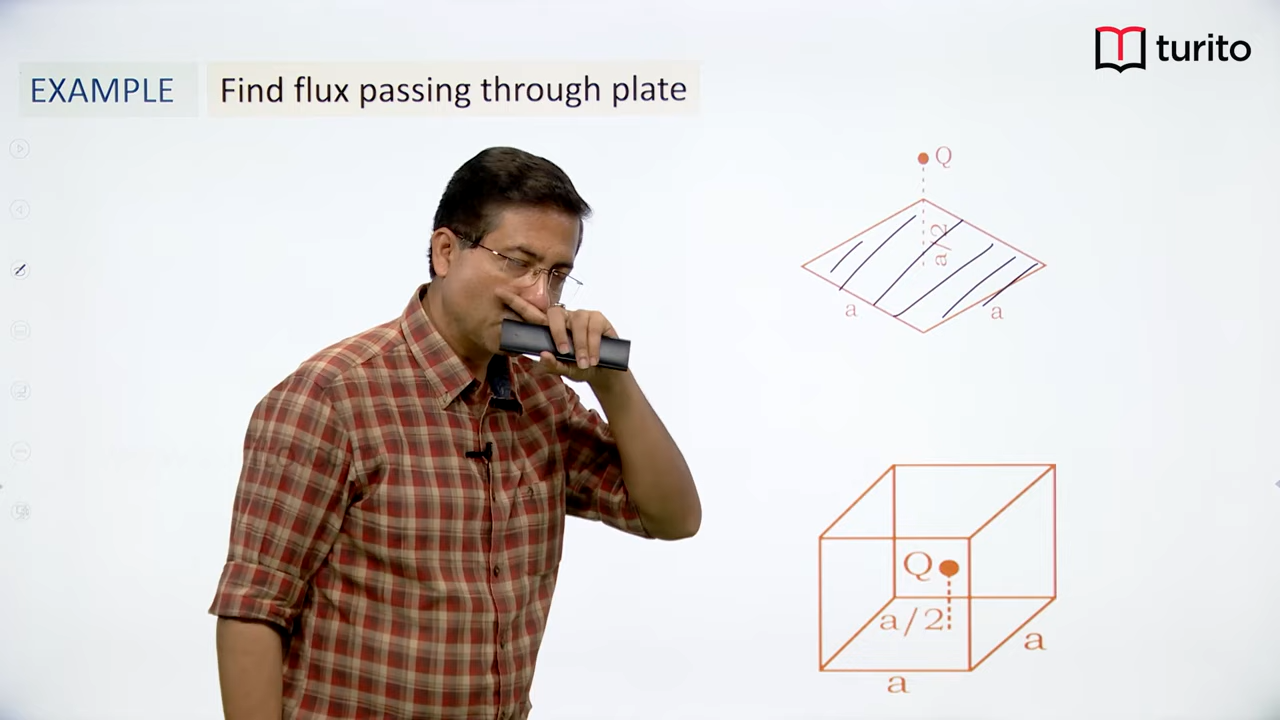 turito
EXAMPLE
Find flux passing through plate
Q
a/2
a
a
Q
a/2
a
a